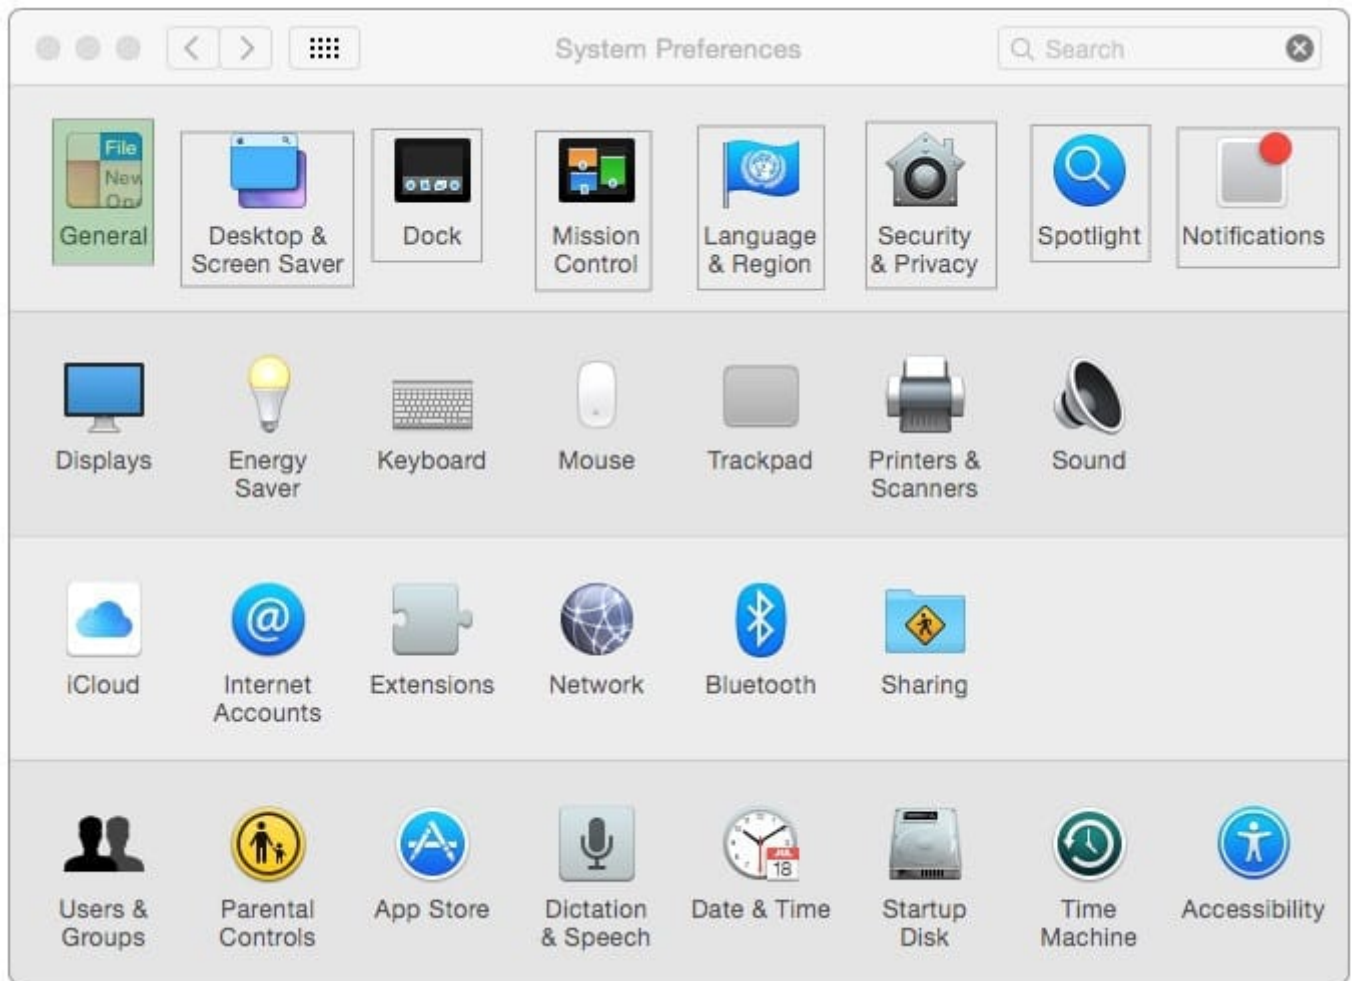 System Preferences
Search
File
New
General
Desktop &
Screen Saver
Dock
Mission
Control
Language
& Region
Security
& Privacy
Spotlight
Notifications
Displays
Energy
Saver
Keyboard
Mouse
Trackpad
Printers &
Scanners
Sound
iCloud
@
Internet
Accounts
Extensions
Network
Bluetooth
Sharing
Users &
Groups
Parental
Controls
App Store
Dictation
& Speech
JUL
18
Date & Time
Startup
Disk
Time
Machine
Accessibility